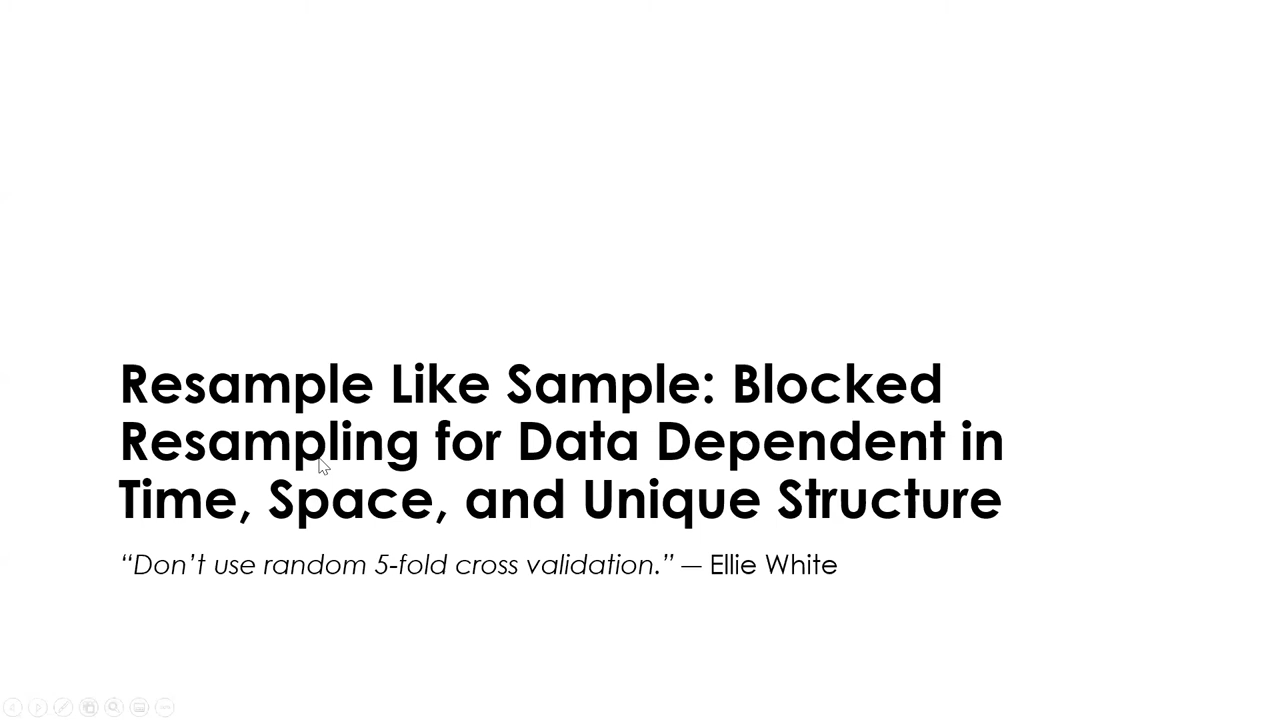 Resample Like Sample: Blocked
Resampling for Data Dependent in
Time, Space, and Unique Structure
“Don’t use random 5-fold cross validation.” — Ellie White